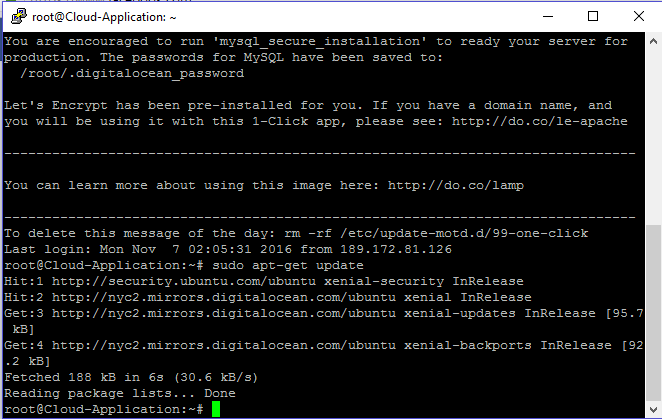 root@Cloud-Application: ~
You are encouraged to run 'mysql_secure_installation' to ready your server for
production. The passwords for MySQL have been saved to:
/root/.digitalocean_password
Let's Encrypt has been pre-installed for you. If you have a domain name, and
you will be using it with this 1-Click app, please see: http://do.co/le-apache
-------------------------------------------------------------------------------
You can learn more about using this image here: http://do.co/lamp
-------------------------------------------------------------------------------
To delete this message of the day: rm -rf /etc/update-motd.d/99-one-click
Last login: Mon Nov  7 02:05:31 2016 from 189.172.81.126
root@Cloud-Application:~# sudo apt-get update
Hit:1 http://security.ubuntu.com/ubuntu xenial-security InRelease
Hit:2 http://nyc2.mirrors.digitalocean.com/ubuntu xenial InRelease
Get:3 http://nyc2.mirrors.digitalocean.com/ubuntu xenial-updates InRelease [95.7
kB]
Get:4 http://nyc2.mirrors.digitalocean.com/ubuntu xenial-backports InRelease [92
.2 kB]
Fetched 188 kB in 6s (30.6 kB/s)
Reading package lists... Done
root@Cloud-Application:~#